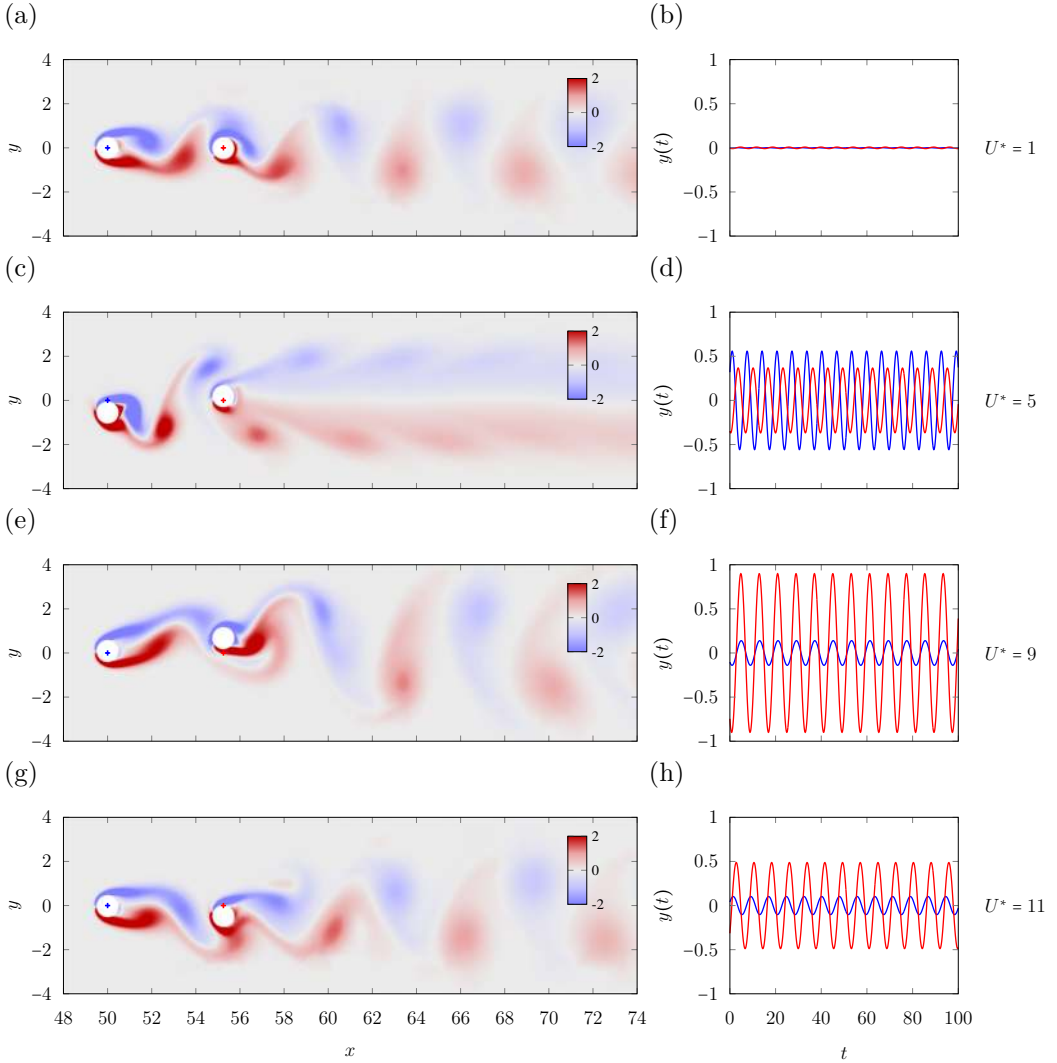 (a)
(b)
4
2
0
−2
−4
y
2
0
−2
1
0.5
0
−0.5
−1
y(t)
U* = 1
(c)
(d)
4
2
0
−2
−4
y
2
0
−2
1
0.5
0
−0.5
−1
y(t)
U* = 5
(e)
(f)
4
2
0
−2
−4
y
2
0
−2
1
0.5
0
−0.5
−1
y(t)
U* = 9
(g)
(h)
4
2
0
−2
−4
y
2
0
−2
1
0.5
0
−0.5
−1
y(t)
U* = 11
48 50 52 54 56 58 60 62 64 66 68 70 72 74
0 20 40 60 80 100
x
t